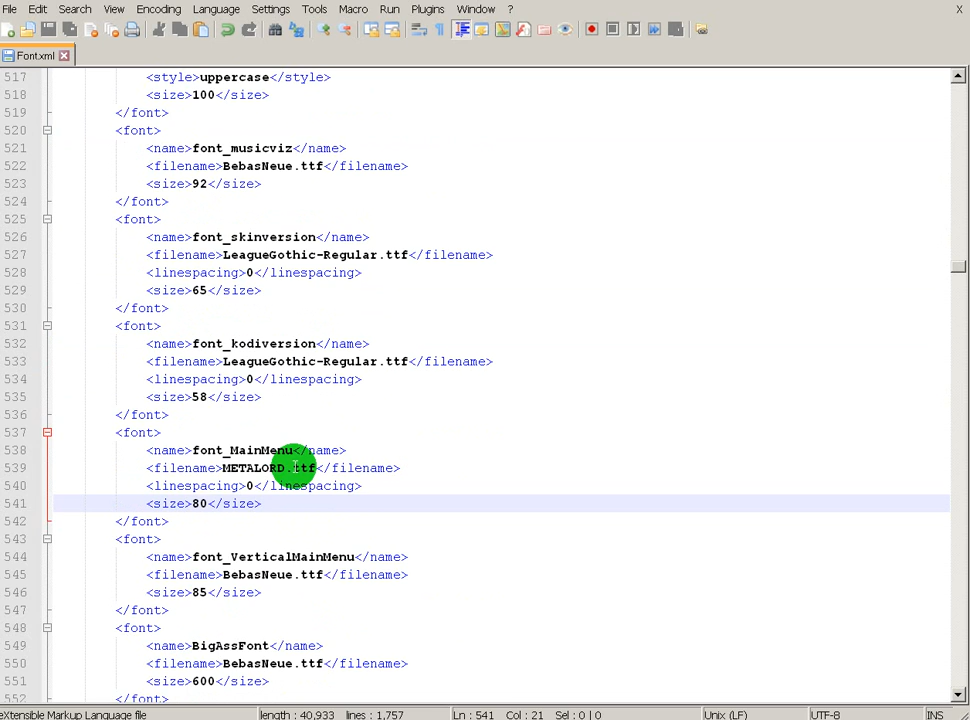 File Edit Search View Encoding Language Settings Tools Macro Run Plugins Window ? X
Font.xml
517 <style>uppercase</style>
518 <size>100</size>
519 </font>
520 <font>
521 <name>font_musicviz</name>
522 <filename>BebasNeue.ttf</filename>
523 <size>92</size>
524 </font>
525 <font>
526 <name>font_skinversion</name>
527 <filename>LeagueGothic-Regular.ttf</filename>
528 <linespacing>0</linespacing>
529 <size>65</size>
530 </font>
531 <font>
532 <name>font_kodiversion</name>
533 <filename>LeagueGothic-Regular.ttf</filename>
534 <linespacing>0</linespacing>
535 <size>58</size>
536 </font>
537 <font>
538 <name>font_MainMenu</name>
539 <filename>METALORD.ttf</filename>
540 <linespacing>0</linespacing>
541 <size>80</size>
542 </font>
543 <font>
544 <name>font_VerticalMainMenu</name>
545 <filename>BebasNeue.ttf</filename>
546 <size>85</size>
547 </font>
548 <font>
549 <name>BigAssFont</name>
550 <filename>BebasNeue.ttf</filename>
551 <size>600</size>
552 </font>
eXtensible Markup Language file length : 40,933 lines : 1,757 Ln : 541 Col : 21 Sel : 0 | 0 Unix (LF) UTF-8 INS